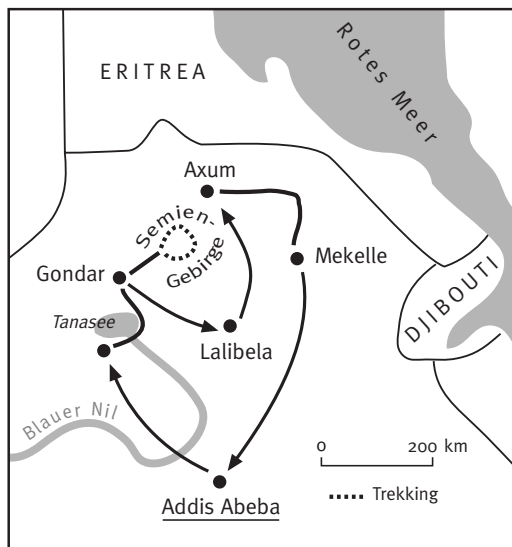 Rotes Meer
ERITREA
Axum
Semien-
Gebirge
Mekelle
Gondar
DJIBOUTI
Tanasee
Lalibela
Blauer Nil
0 200 km
Addis Abeba
Trekking